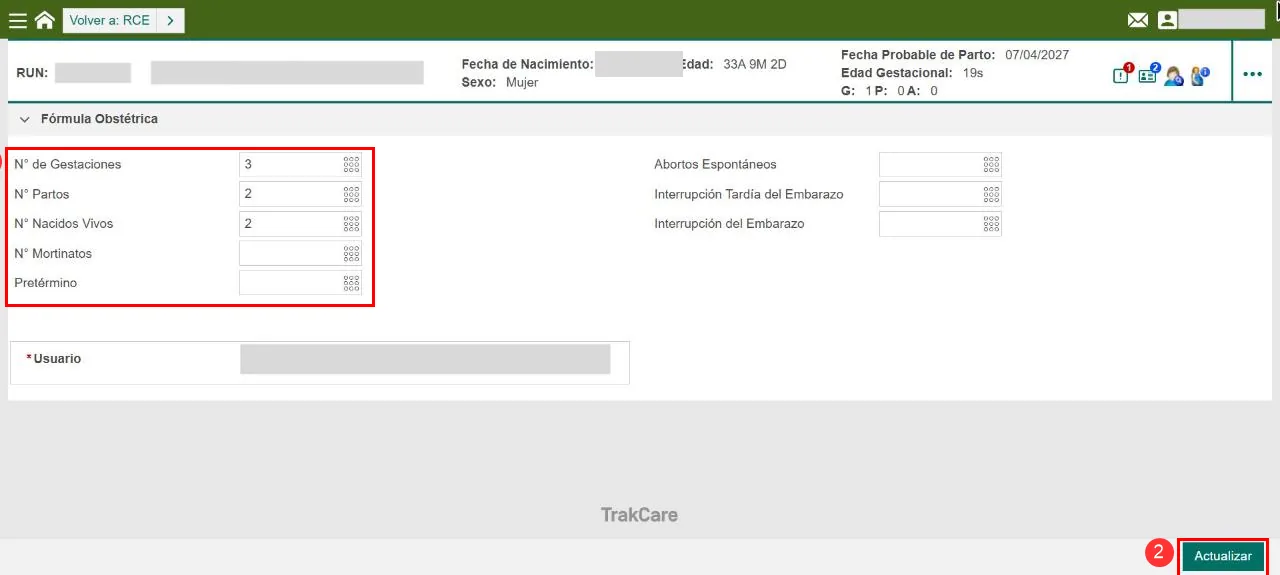 Volver a: RCE
RUN:
Fecha de Nacimiento: Edad: 33A 9M 2D
Sexo: Mujer
Fecha Probable de Parto: 07/04/2027
Edad Gestacional: 19s
G: 1 P: 0 A: 0
1
2
Fórmula Obstétrica
N° de Gestaciones 3
Abortos Espontáneos
N° Partos 2
Interrupción Tardía del Embarazo
N° Nacidos Vivos 2
Interrupción del Embarazo
N° Mortinatos
Pretérmino
*Usuario
TrakCare
2 Actualizar